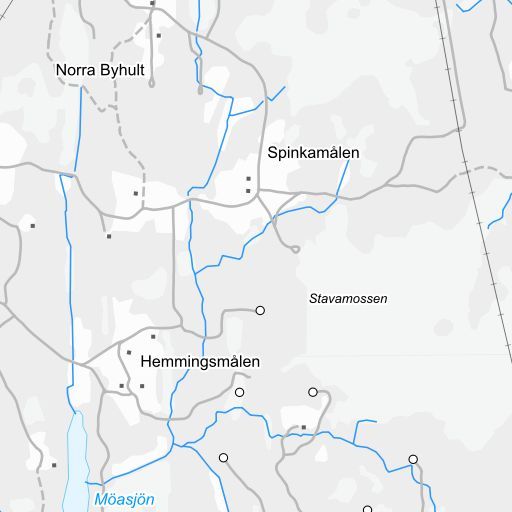 Norra Byhult
Spinkamålen
Stavamossen
Hemmingsmålen
Möasjön